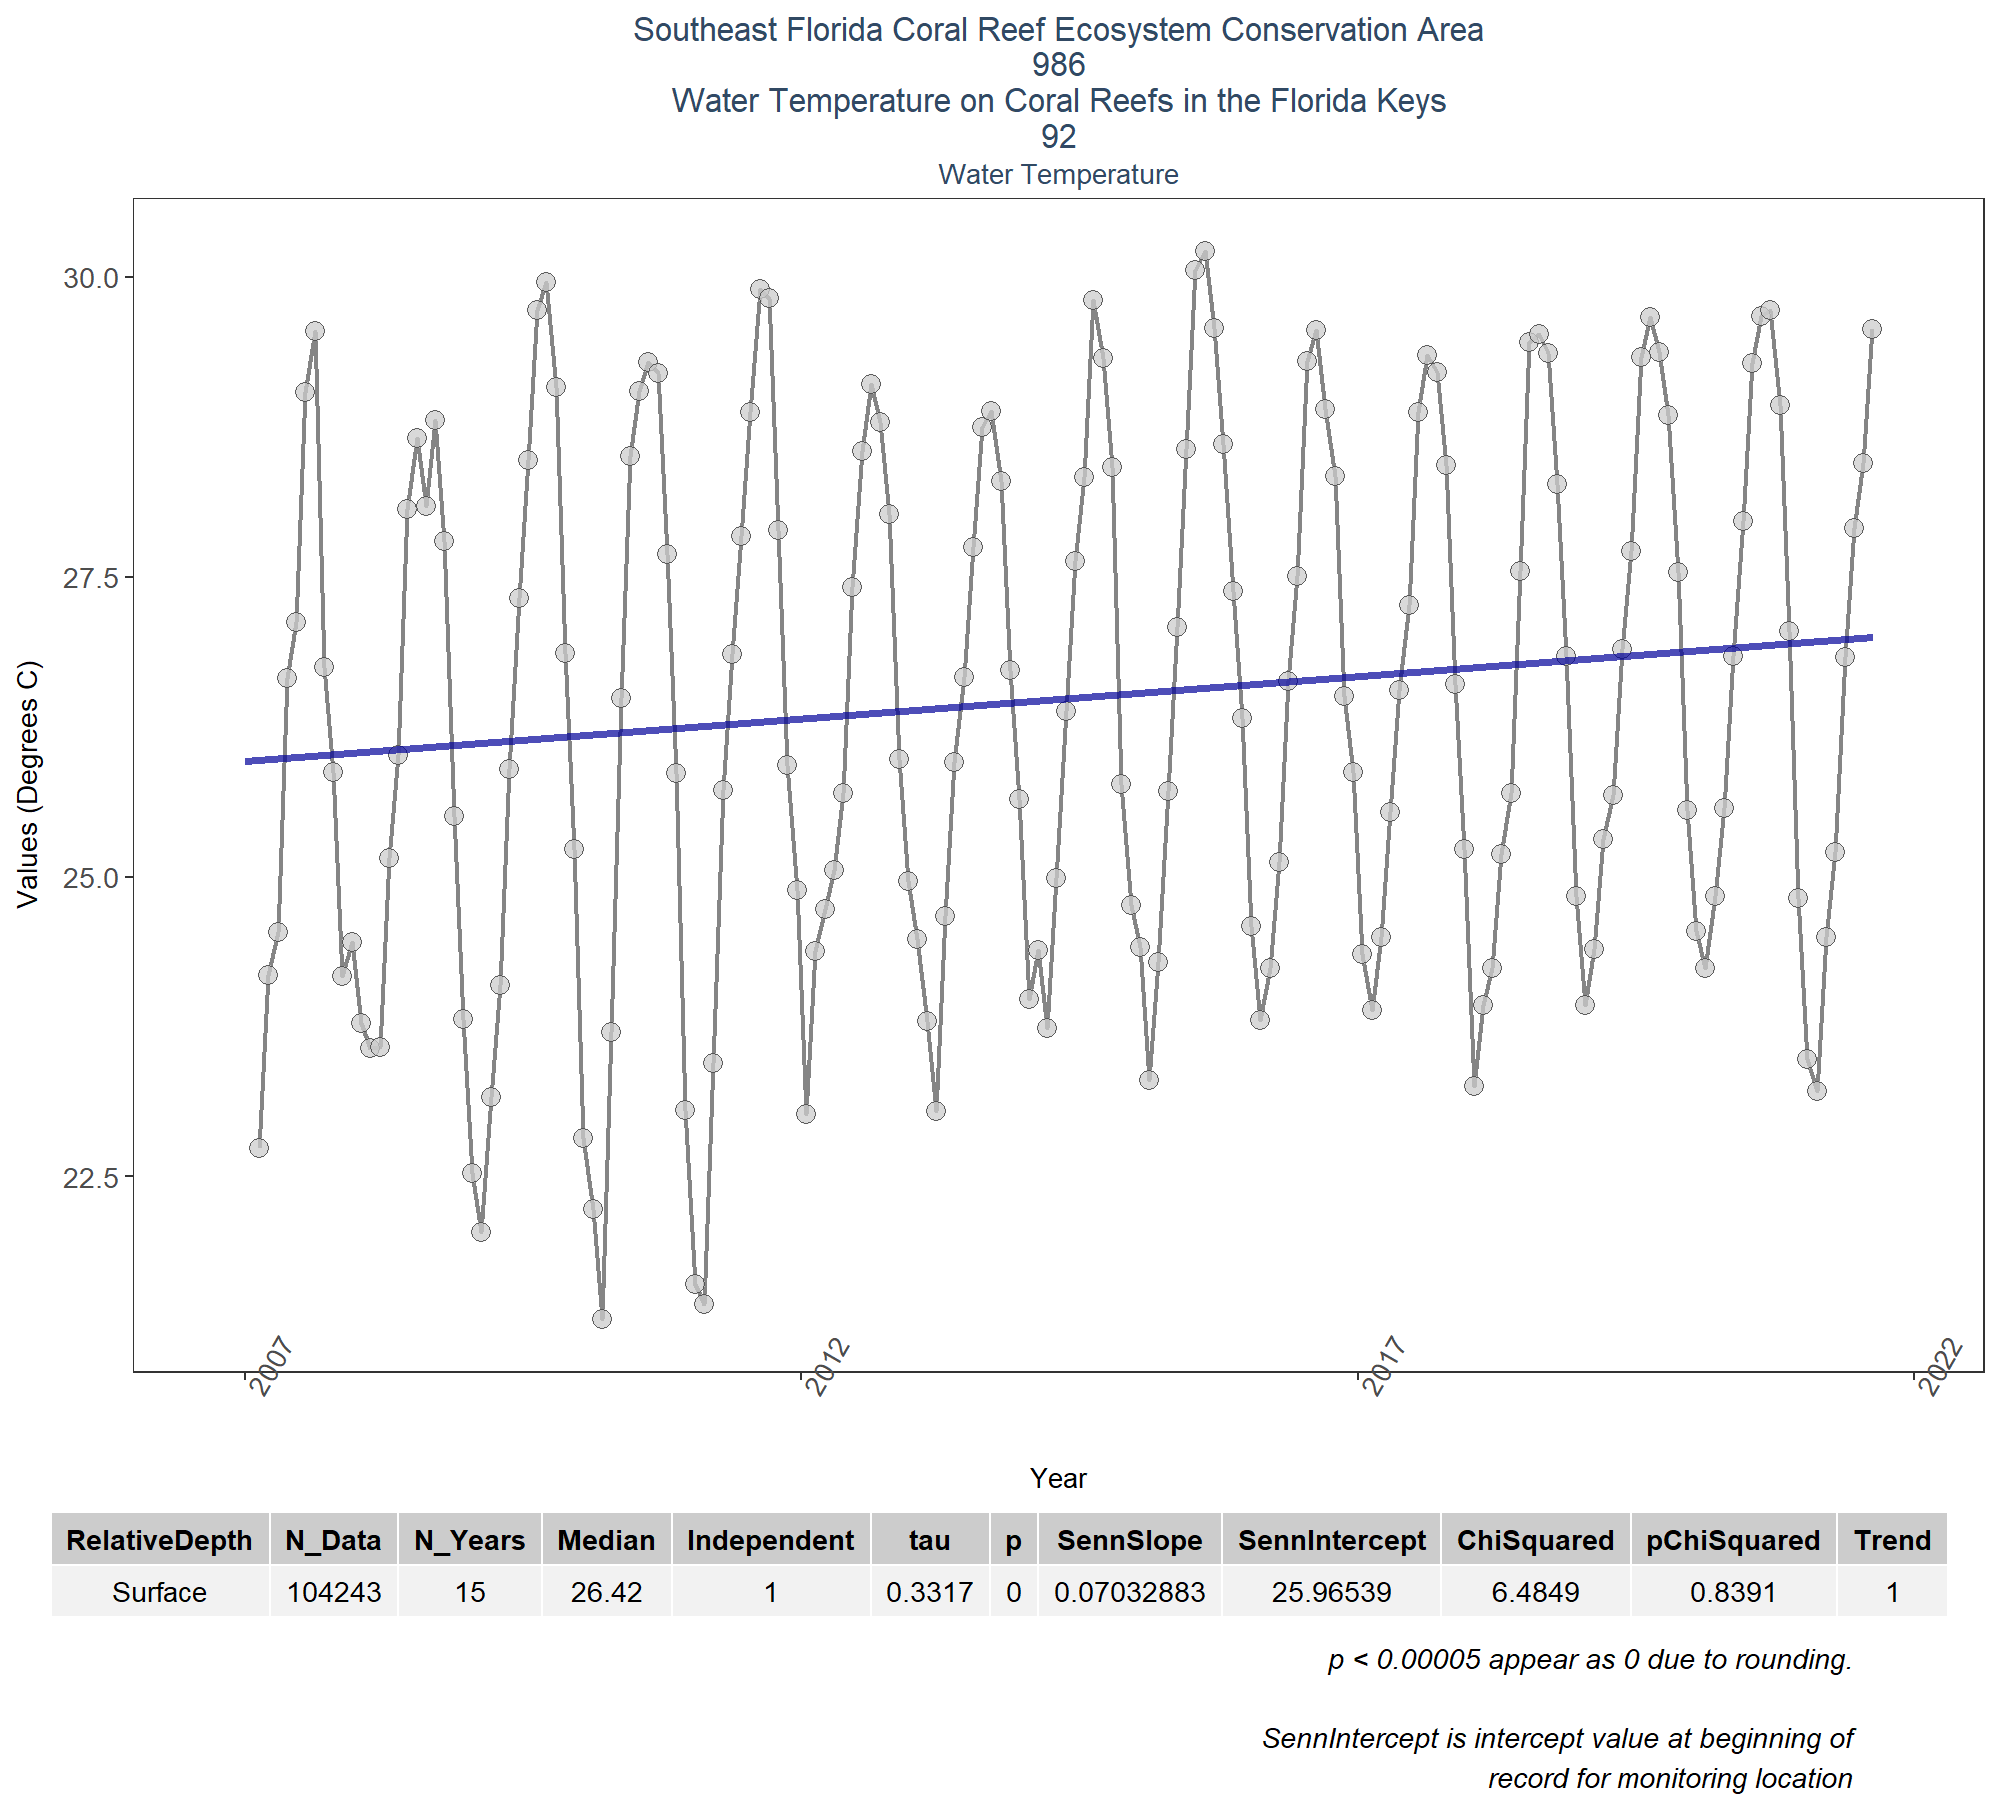 Southeast Florida Coral Reef Ecosystem Conservation Area
986
Water Temperature on Coral Reefs in the Florida Keys
92
Water Temperature
30.0
27.5
25.0
22.5
Values (Degrees C)
2007 2012 2017 2022
Year
RelativeDepth N_Data N_Years Median Independent tau p SennSlope SennIntercept ChiSquared pChiSquared Trend
Surface 104243 15 26.42 1 0.3317 0 0.07032883 25.96539 6.4849 0.8391 1
p < 0.00005 appear as 0 due to rounding.
SennIntercept is intercept value at beginning of
record for monitoring location